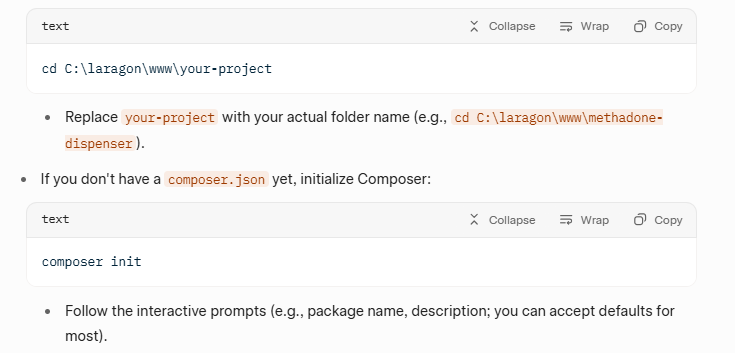 text Collapse Wrap Copy
cd C:\laragon\www\your-project
Replace your-project with your actual folder name (e.g., cd C:\laragon\www\methadone-
dispenser).
If you don't have a composer.json yet, initialize Composer:
text Collapse Wrap Copy
composer init
Follow the interactive prompts (e.g., package name, description; you can accept defaults for
most).